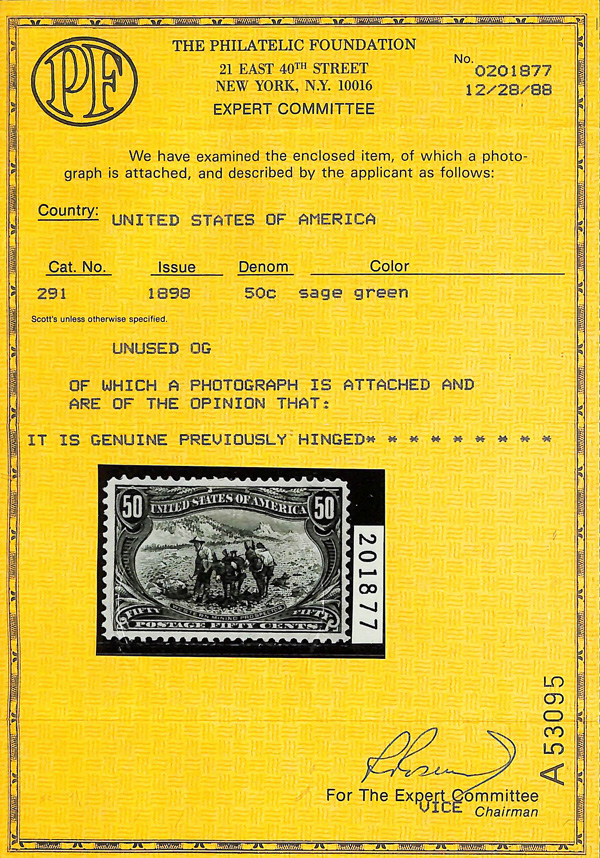 PF
THE PHILATELIC FOUNDATION
21 EAST 40TH STREET
NEW YORK, N.Y. 10016
EXPERT COMMITTEE
No. 0201877
12/28/88
We have examined the enclosed item, of which a photo-
graph is attached, and described by the applicant as follows:
Country: UNITED STATES OF AMERICA
Cat. No. Issue Denom Color
291 1898 50c sage green
Scott's unless otherwise specified.
UNUSED OG
OF WHICH A PHOTOGRAPH IS ATTACHED AND
ARE OF THE OPINION THAT:
IT IS GENUINE PREVIOUSLY HINGED* * * * * * * * *
50 UNITED STATES OF AMERICA 50
FIFTY MINING FIFTY
POSTAGE FIFTY CENTS.
201877
A 53095
For The Expert Committee
VICE Chairman